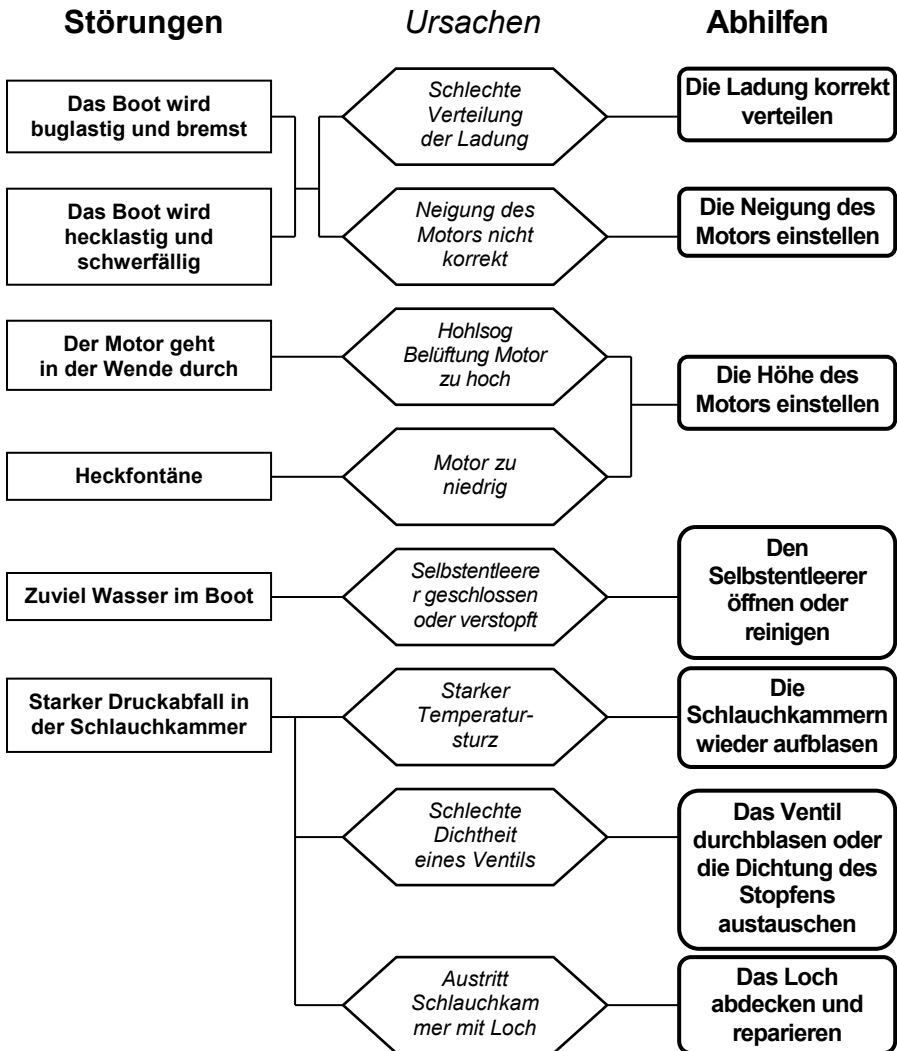 Störungen
Ursachen
Abhilfen
Das Boot wird
buglastig und bremst
Schlechte
Verteilung
der Ladung
Die Ladung korrekt
verteilen
Das Boot wird
hecklastig und
schwerfällig
Neigung des
Motors nicht
korrekt
Die Neigung des
Motors einstellen
Der Motor geht
in der Wende durch
Hohlsog
Belüftung Motor
zu hoch
Die Höhe des
Motors einstellen
Heckfontäne
Motor zu
niedrig
Zuviel Wasser im Boot
Selbstentleere
r geschlossen
oder verstopft
Den
Selbstentleerer
öffnen oder
reinigen
Starker Druckabfall in
der Schlauchkammer
Starker
Temperatur-
sturz
Die
Schlauchkammern
wieder aufblasen
Schlechte
Dichtheit
eines Ventils
Das Ventil
durchblasen oder
die Dichtung des
Stopfens
austauschen
Austritt
Schlauchkam
mer mit Loch
Das Loch
abdecken und
reparieren